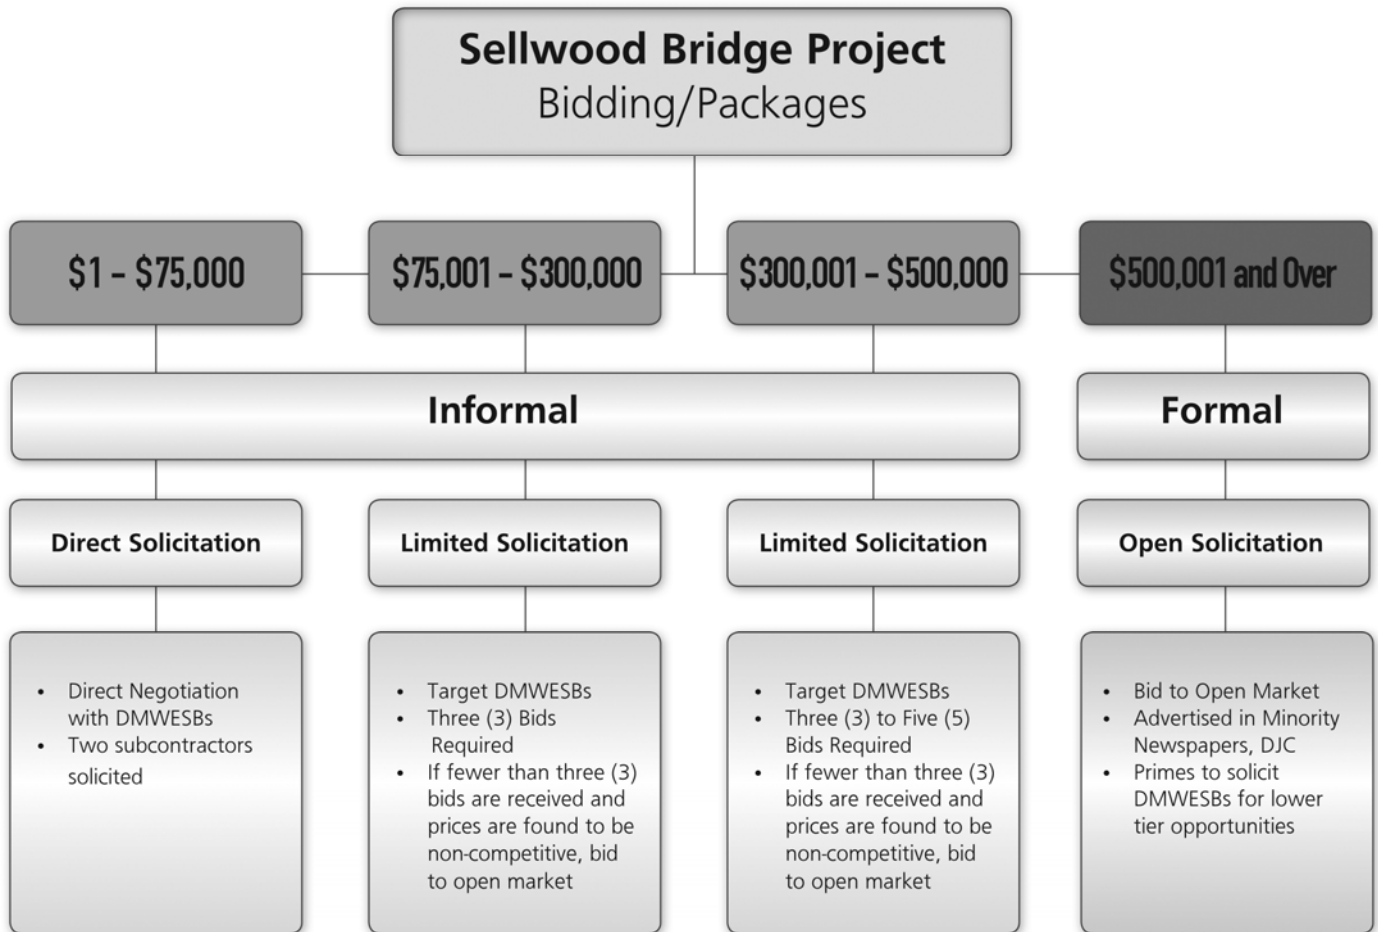 Sellwood Bridge Project
Bidding/Packages
$1 – $75,000
$75,001 – $300,000
$300,001 – $500,000
$500,001 and Over
Informal
Formal
Direct Solicitation
Limited Solicitation
Limited Solicitation
Open Solicitation
• Direct Negotiation
with DMWESBs
• Two subcontractors
solicited
• Target DMWESBs
• Three (3) Bids
Required
• If fewer than three (3)
bids are received and
prices are found to be
non-competitive, bid
to open market
• Target DMWESBs
• Three (3) to Five (5)
Bids Required
• If fewer than three (3)
bids are received and
prices are found to be
non-competitive, bid
to open market
• Bid to Open Market
• Advertised in Minority
Newspapers, DJC
• Primes to solicit
DMWESBs for lower
tier opportunities